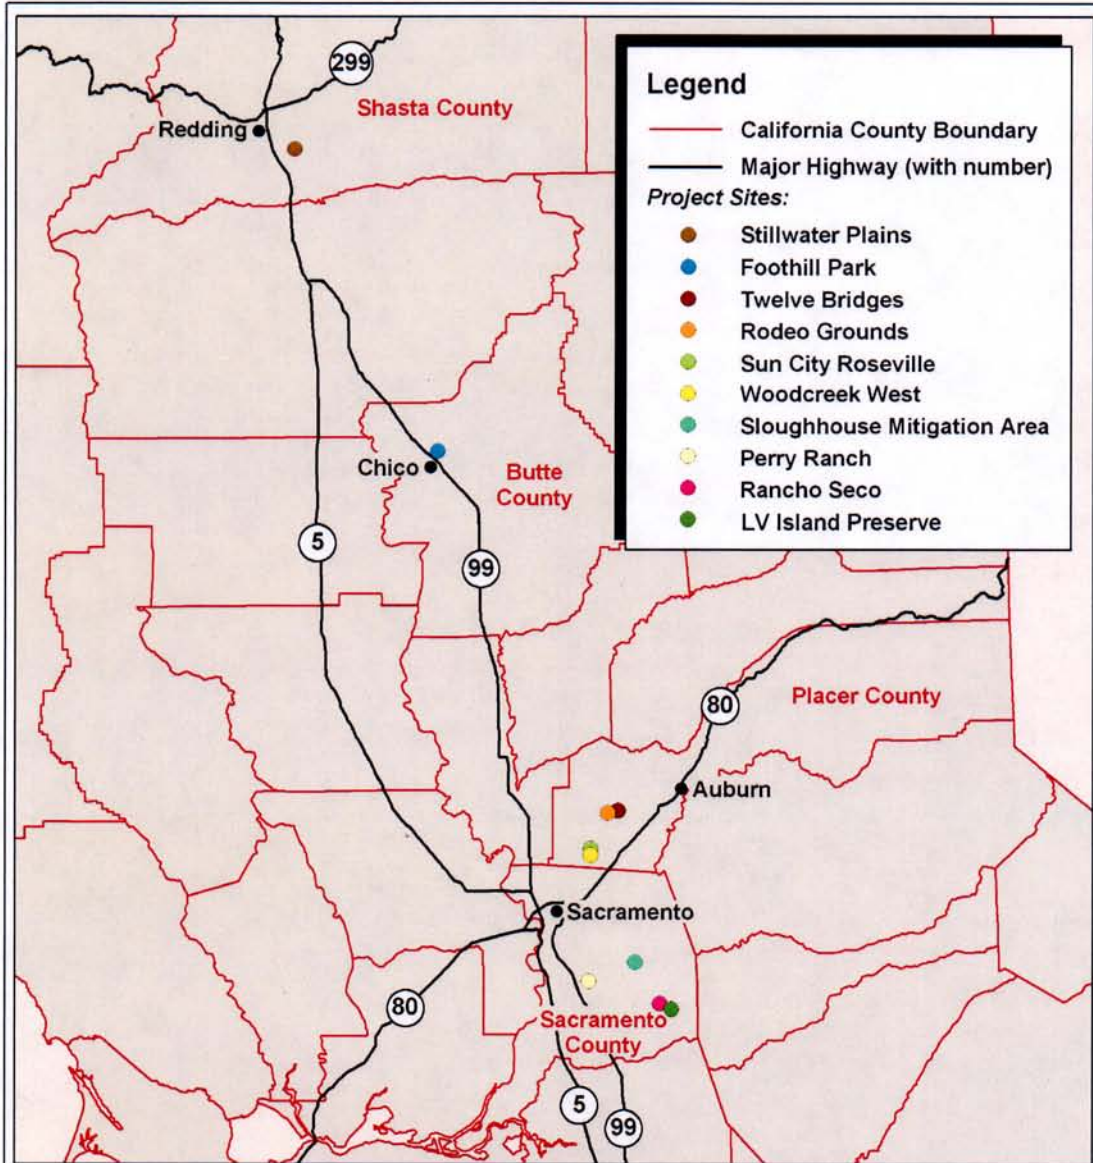 299
Shasta County
Redding
Legend
California County Boundary
Major Highway (with number)
Project Sites:
Stillwater Plains
Foothill Park
Twelve Bridges
Rodeo Grounds
Sun City Roseville
Woodcreek West
Sloughhouse Mitigation Area
Perry Ranch
Rancho Seco
LV Island Preserve
Chico
Butte
County
5
99
80
Placer County
Auburn
Sacramento
80
Sacramento
County
5
99